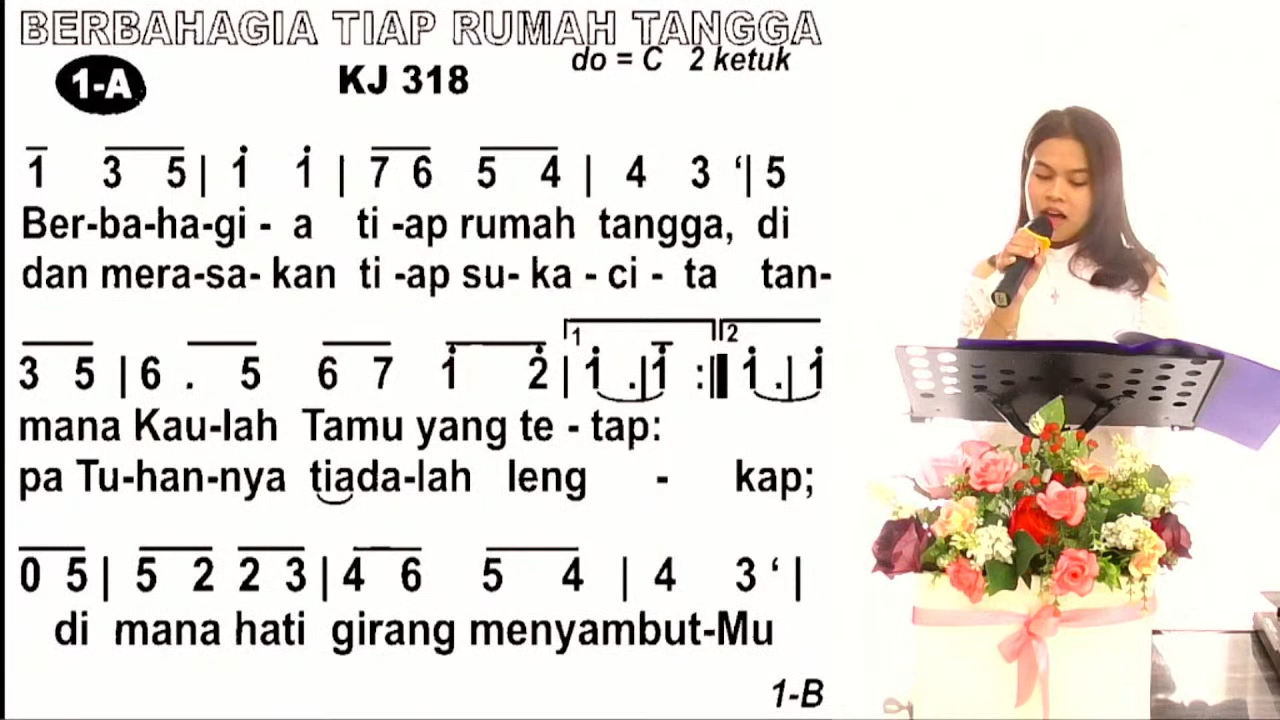 BERBAHAGIA TIAP RUMAH TANGGA
do = C 2 ketuk
1-A
KJ 318
1 3 5 | 1 1 | 7 6 5 4 | 4 3 ‘| 5
Ber-ba-ha-gi - a ti -ap rumah tangga, di
dan mera-sa- kan ti -ap su- ka - ci - ta tan-
1 2
3 5 | 6 . 5 6 7 1 2 | 1 . | 1 :|| 1 . | 1
mana Kau-lah Tamu yang te - tap:
pa Tu-han-nya tiada-lah leng - kap;
0 5 | 5 2 2 3 | 4 6 5 4 | 4 3 ‘ |
di mana hati girang menyambut-Mu
1-B